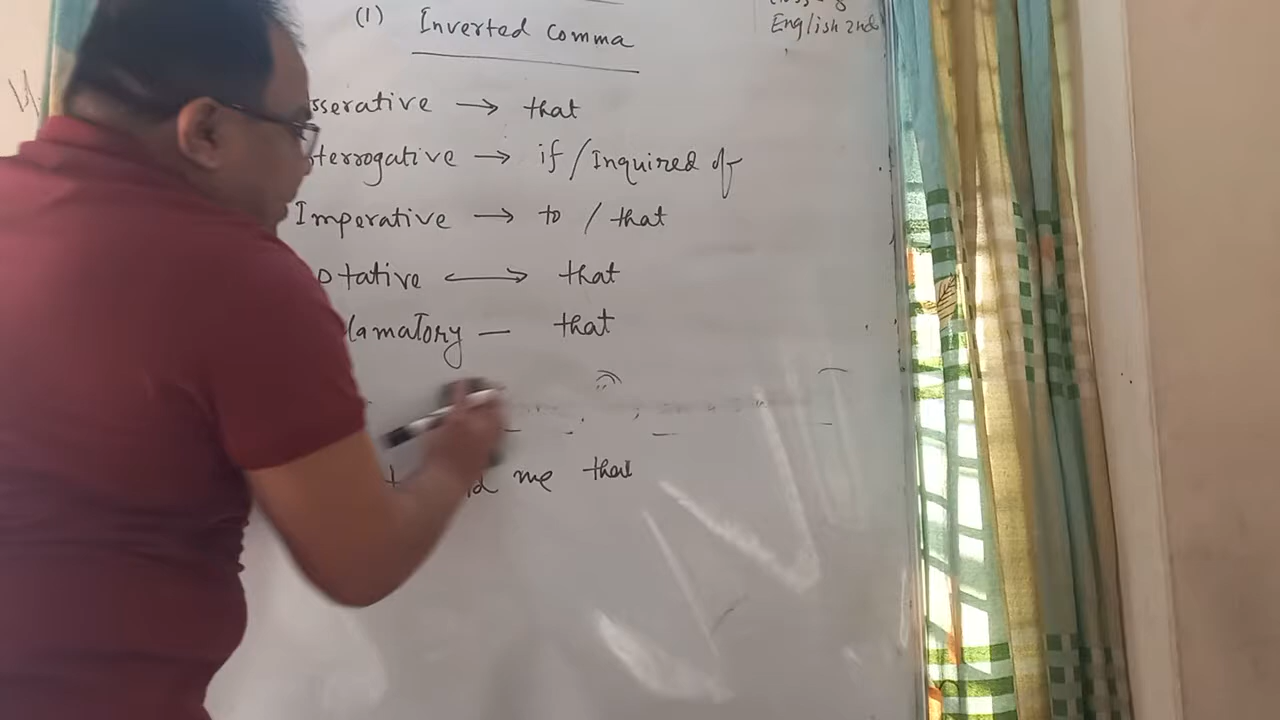 English 2nd
(1) Inverted comma
sserative → that
terrogative → if / Inquired of
Imperative → to / that
otative ⟷ that
lamatory — that
me that